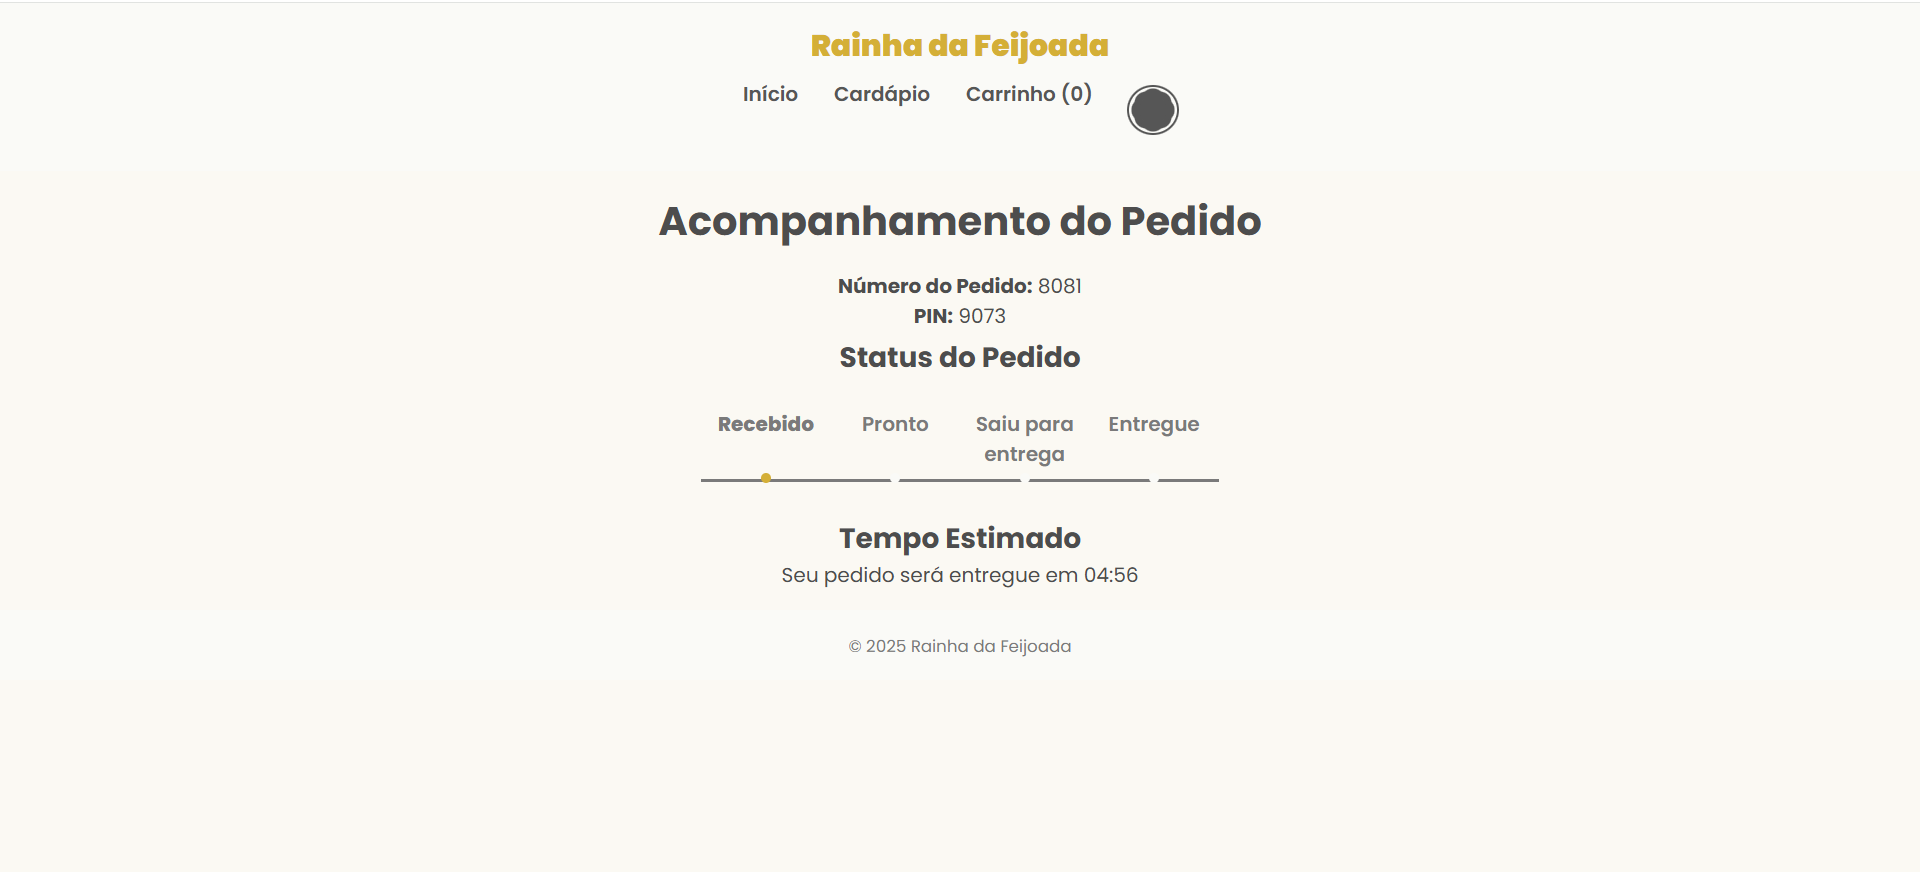 Rainha da Feijoada
Início Cardápio Carrinho (0)
Acompanhamento do Pedido
Número do Pedido: 8081
PIN: 9073
Status do Pedido
Recebido Pronto Saiu para entrega Entregue
Tempo Estimado
Seu pedido será entregue em 04:56
© 2025 Rainha da Feijoada